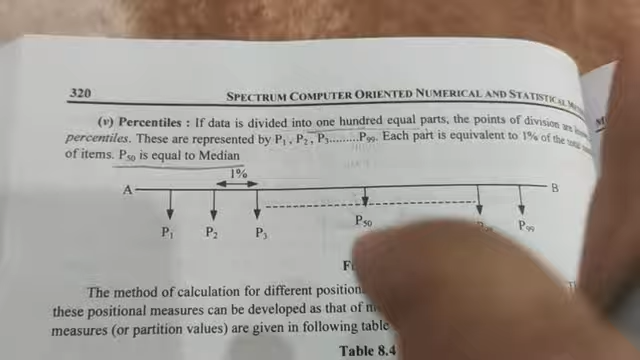 320 SPECTRUM COMPUTER ORIENTED NUMERICAL AND STATISTICAL
(v) Percentiles : If data is divided into one hundred equal parts, the points of division are
percentiles. These are represented by P₁, P₂, P₃.........P₉₉. Each part is equivalent to 1% of the total
of items. P₅₀ is equal to Median
1%
A B
P₁ P₂ P₃ P₅₀ P₉₉
The method of calculation for different position
these positional measures can be developed as that of
measures (or partition values) are given in following table
Table 8.4